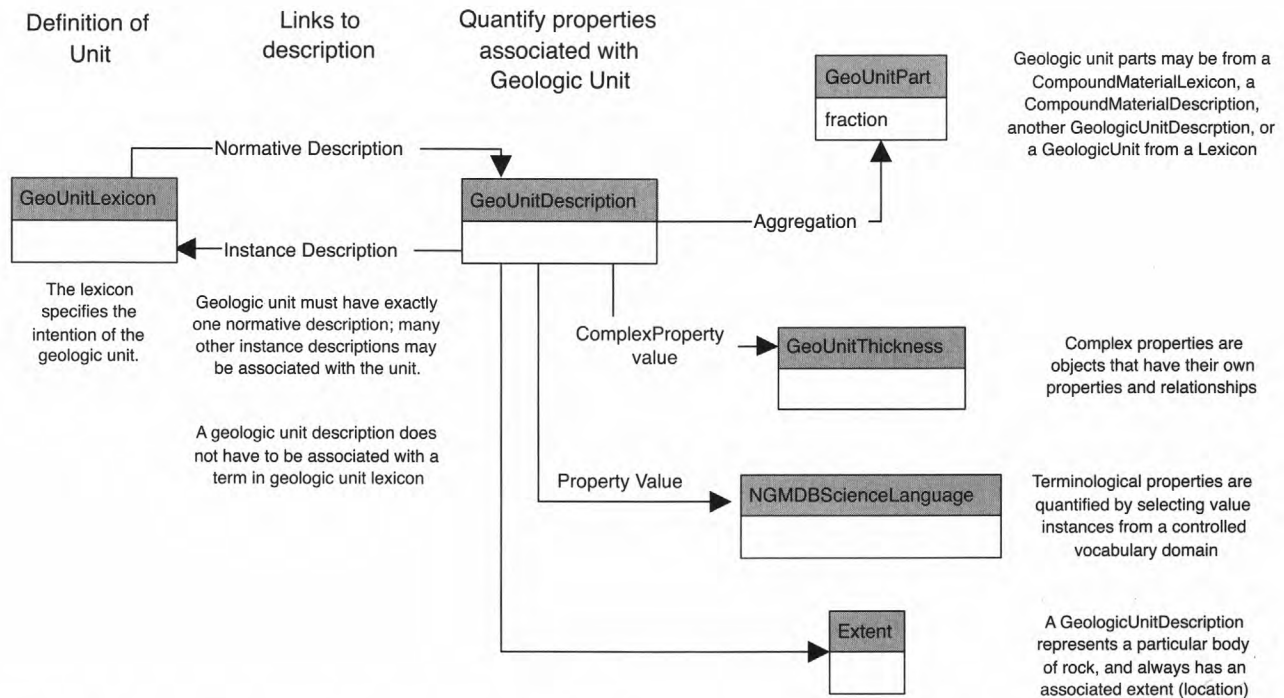 Definition of
Unit
Links to
description
Quantify properties
associated with
Geologic Unit
GeoUnitPart
fraction
Geologic unit parts may be from a
CompoundMaterialLexicon, a
CompoundMaterialDescription,
another GeologicUnitDescrption, or
a GeologicUnit from a Lexicon
Normative Description
GeoUnitLexicon
GeoUnitDescription
Aggregation
Instance Description
The lexicon
specifies the
intention of the
geologic unit.
Geologic unit must have exactly
one normative description; many
other instance descriptions may
be associated with the unit.
A geologic unit description does
not have to be associated with a
term in geologic unit lexicon
ComplexProperty
value
GeoUnitThickness
Complex properties are
objects that have their own
properties and relationships
Property Value
NGMDBScienceLanguage
Terminological properties are
quantified by selecting value
instances from a controlled
vocabulary domain
Extent
A GeologicUnitDescription
represents a particular body
of rock, and always has an
associated extent (location)